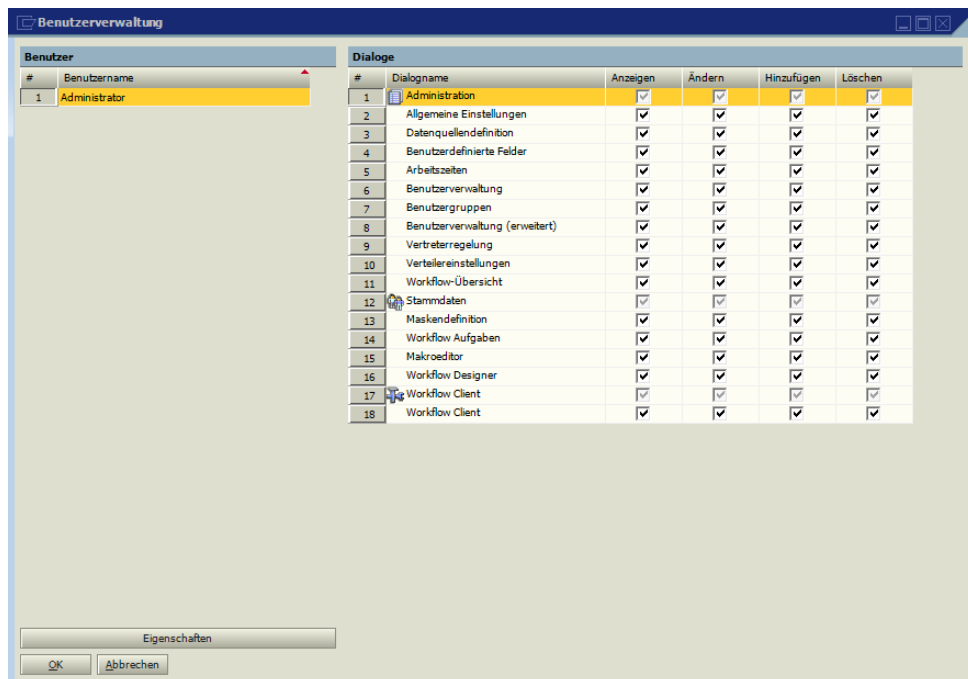 Benutzerverwaltung
Benutzer
# Benutzername
1 Administrator
Dialoge
# Dialogname Anzeigen Ändern Hinzufügen Löschen
1 Administration
2 Allgemeine Einstellungen
3 Datenquellendefinition
4 Benutzerdefinierte Felder
5 Arbeitszeiten
6 Benutzerverwaltung
7 Benutzergruppen
8 Benutzerverwaltung (erweitert)
9 Vertreterregelung
10 Verteilereinstellungen
11 Workflow-Übersicht
12 Stammdaten
13 Maskendefinition
14 Workflow Aufgaben
15 Makroeditor
16 Workflow Designer
17 Workflow Client
18 Workflow Client
Eigenschaften
OK Abbrechen